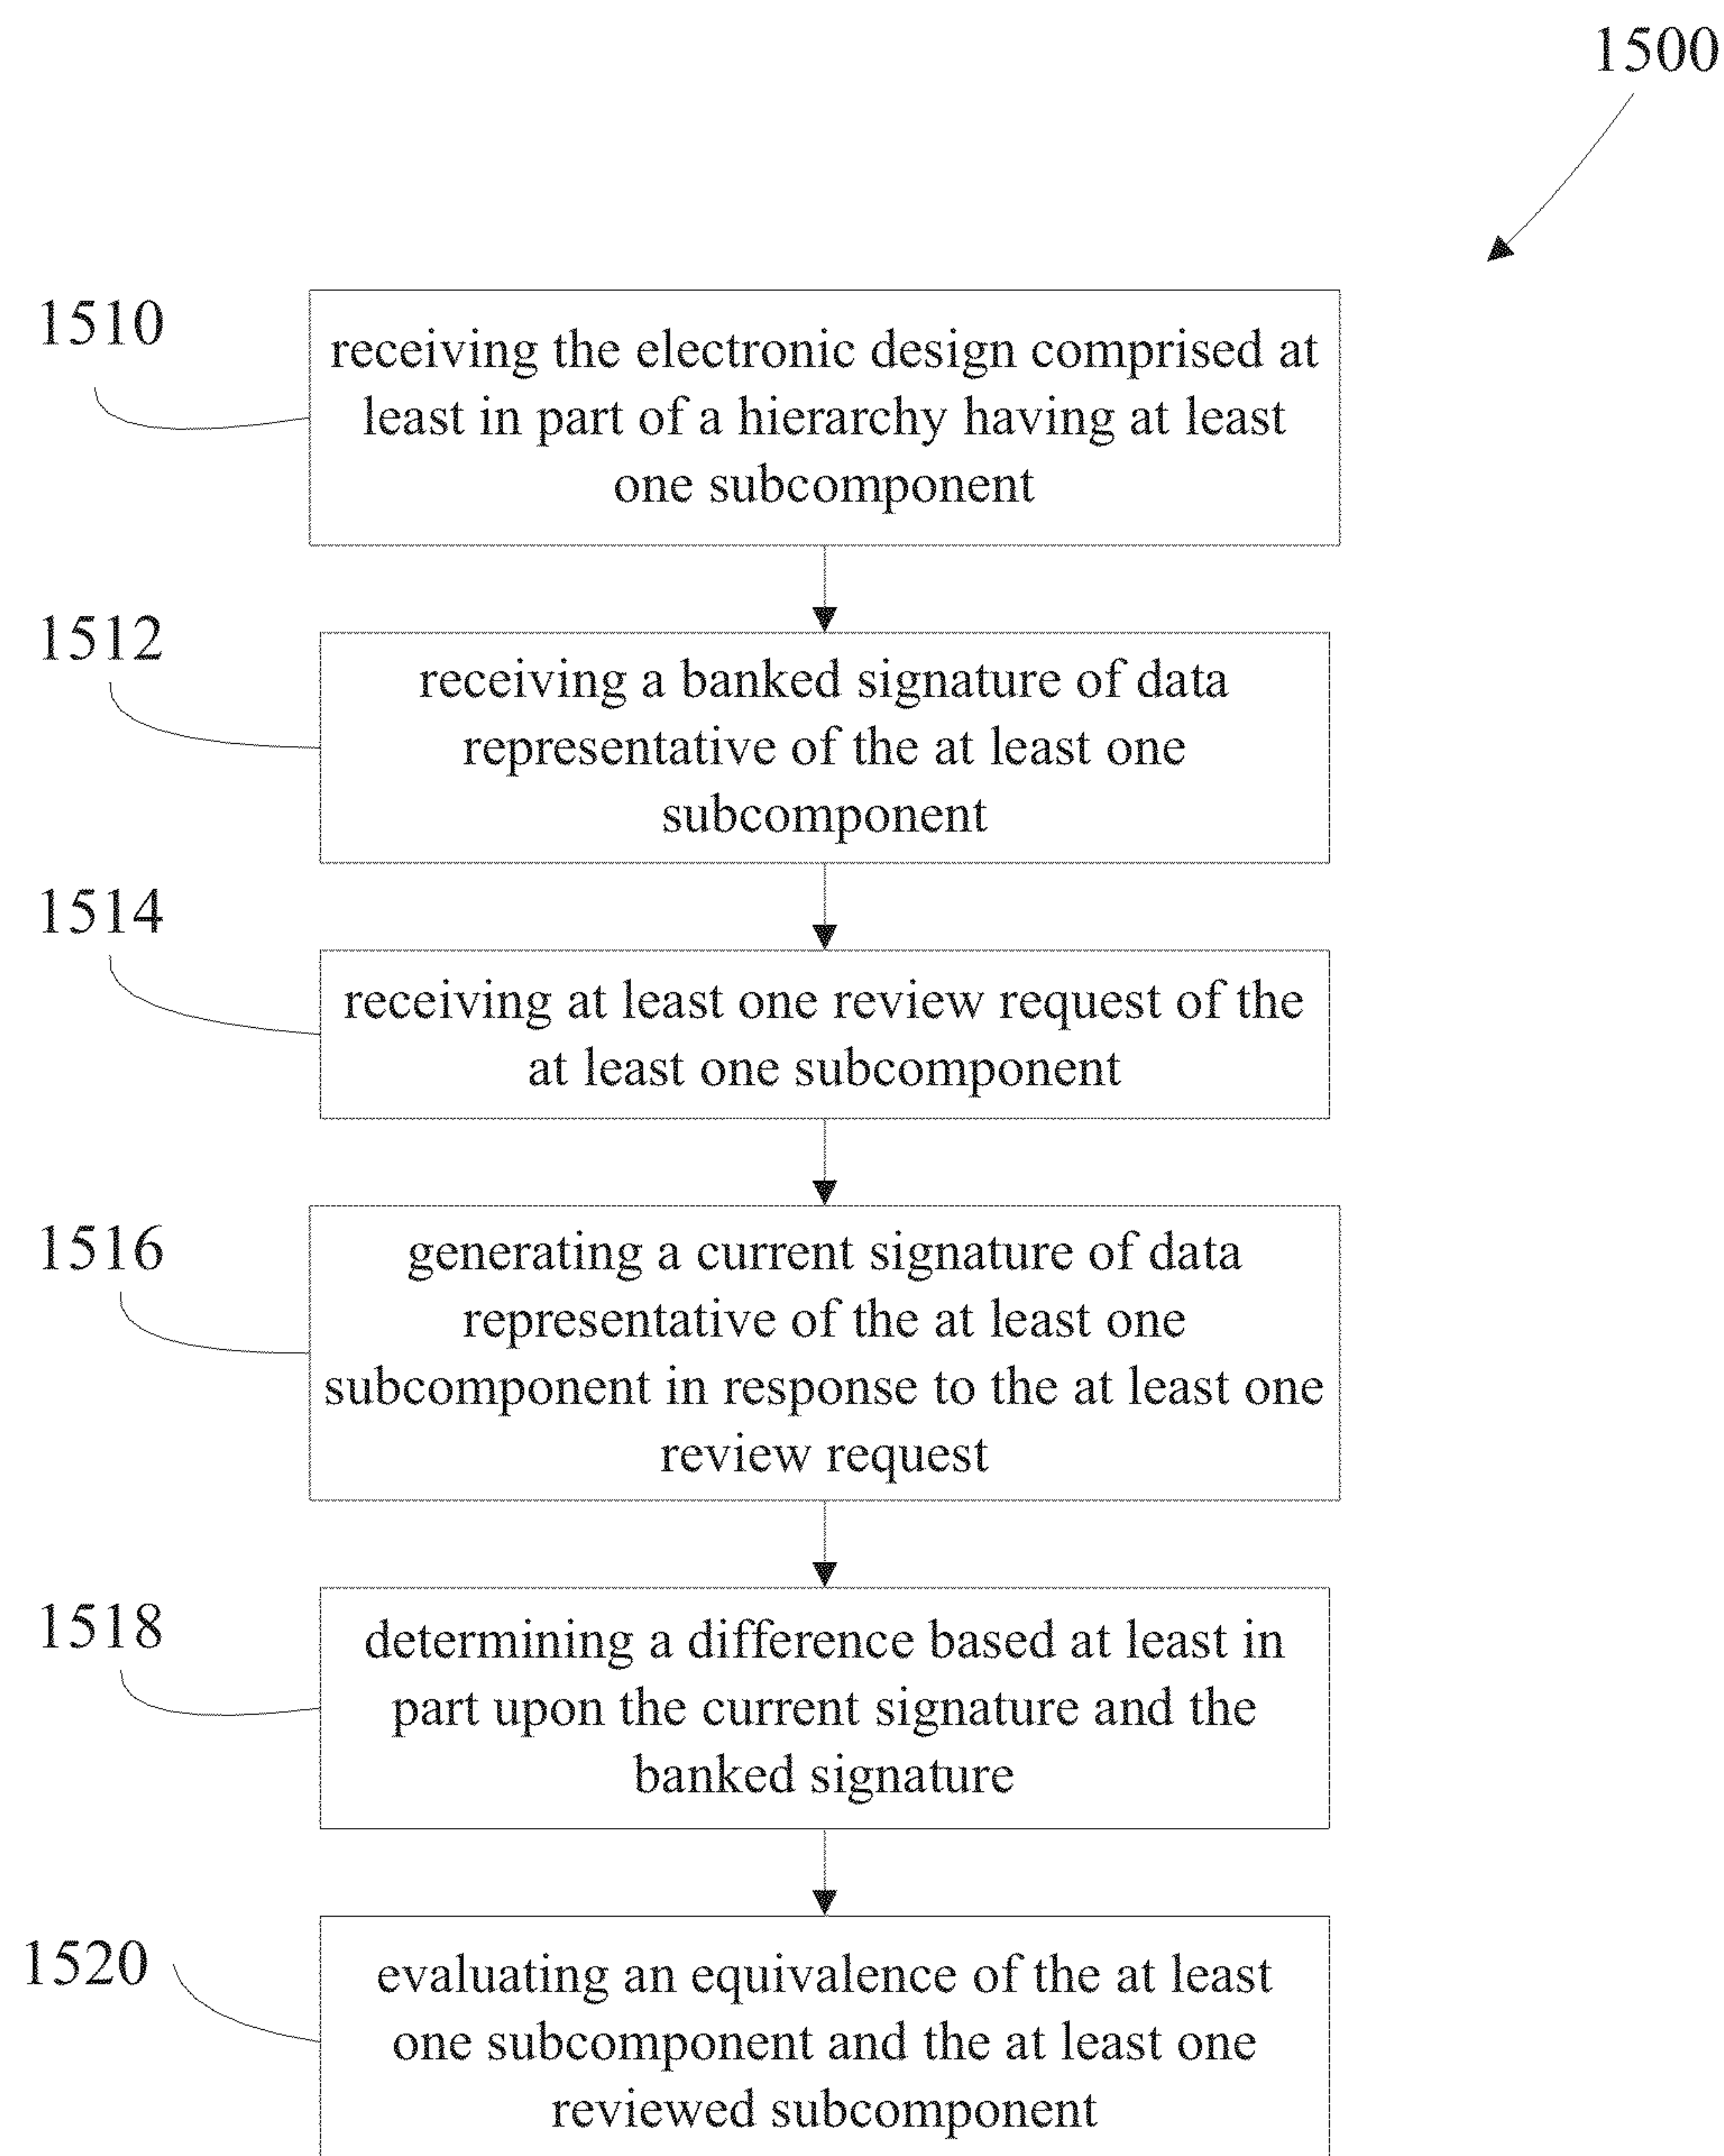 1500
1510
receiving the electronic design comprised at
least in part of a hierarchy having at least
one subcomponent
1512
receiving a banked signature of data
representative of the at least one
subcomponent
1514
receiving at least one review request of the
at least one subcomponent
1516
generating a current signature of data
representative of the at least one
subcomponent in response to the at least one
review request
1518
determining a difference based at least in
part upon the current signature and the
banked signature
1520
evaluating an equivalence of the at least
one subcomponent and the at least one
reviewed subcomponent